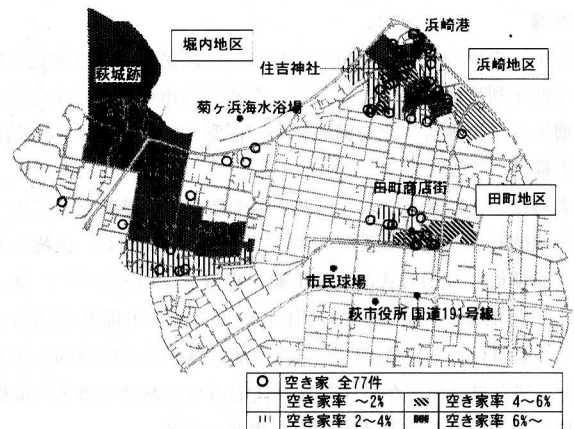 浜崎港
堀内地区
住吉神社
浜崎地区
萩城跡
菊ヶ浜海水浴場
田町商店街
田町地区
市民球場
萩市役所 国道191号線
空き家 全77件
空き家率 ～2%
空き家率 4～6%
空き家率 2～4%
空き家率 6%～